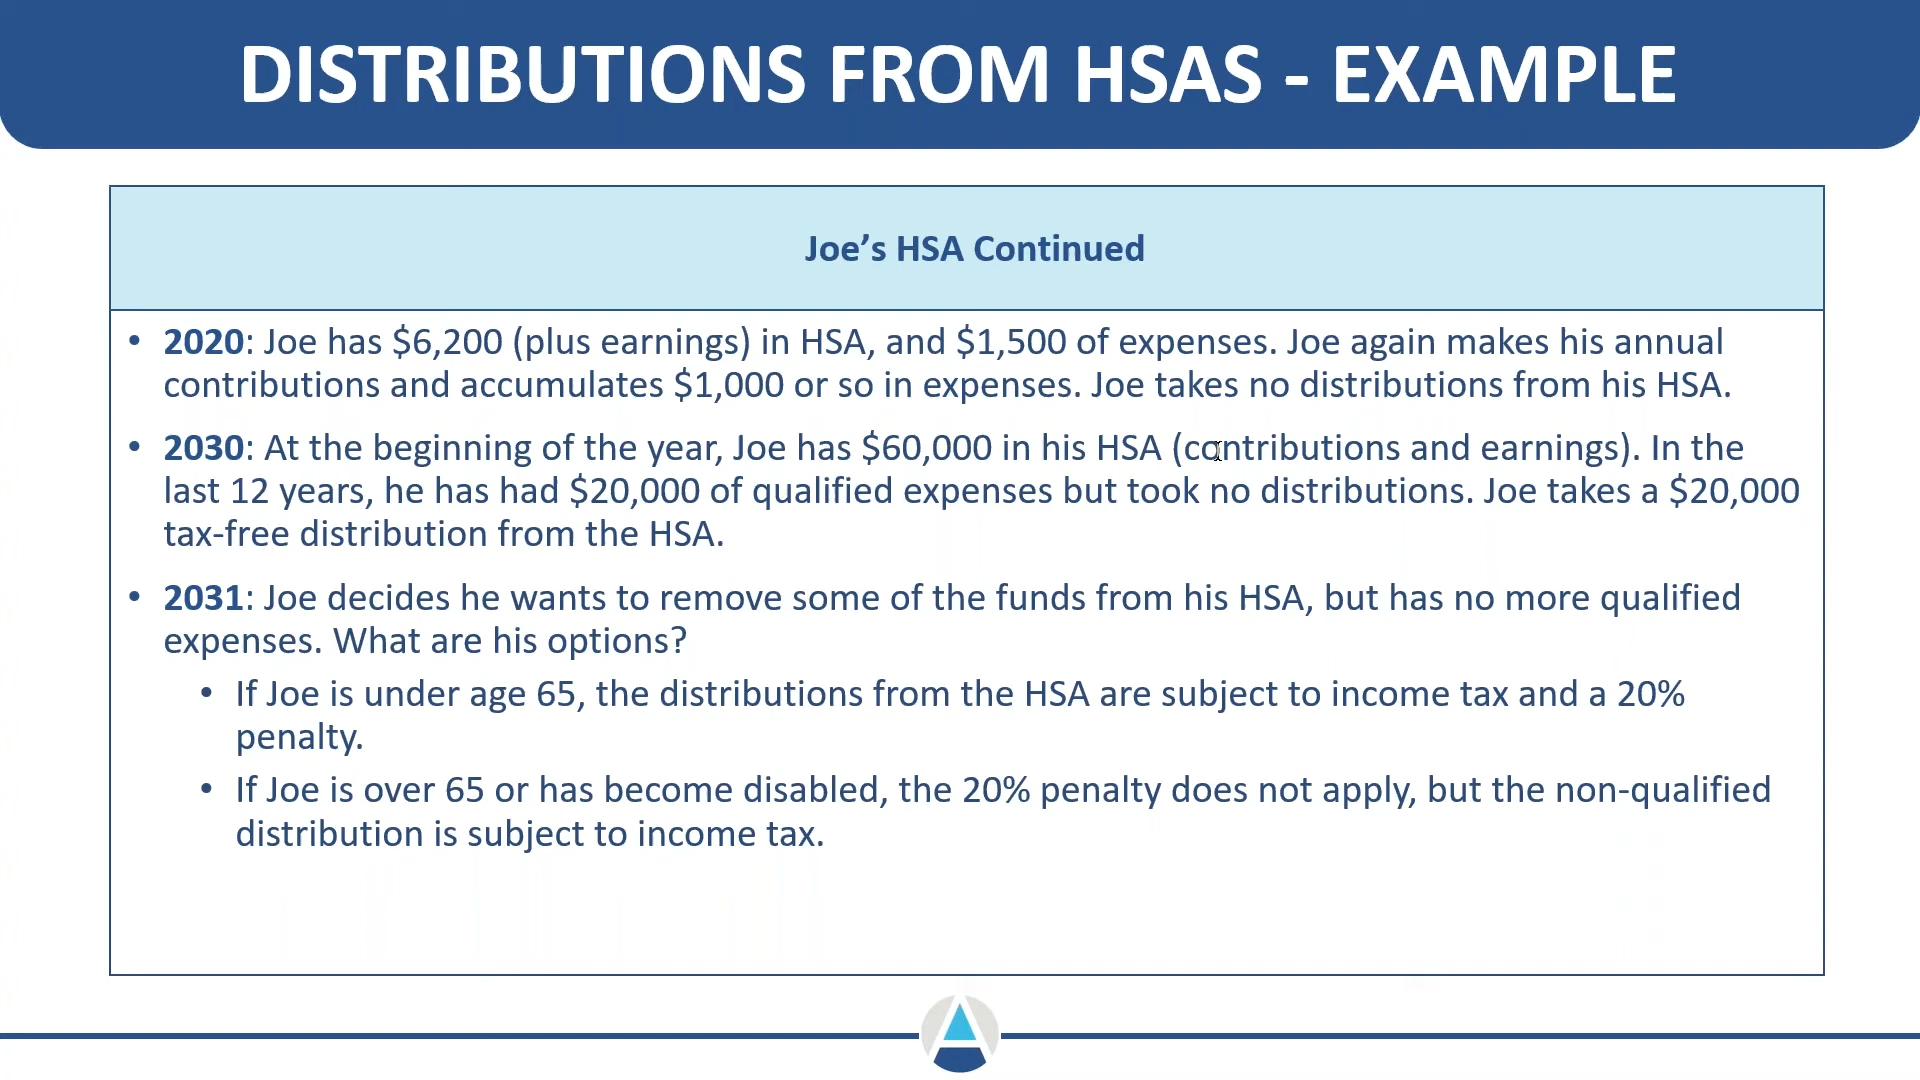 DISTRIBUTIONS FROM HSAS - EXAMPLE
Joe’s HSA Continued
• 2020: Joe has $6,200 (plus earnings) in HSA, and $1,500 of expenses. Joe again makes his annual
contributions and accumulates $1,000 or so in expenses. Joe takes no distributions from his HSA.
• 2030: At the beginning of the year, Joe has $60,000 in his HSA (contributions and earnings). In the
last 12 years, he has had $20,000 of qualified expenses but took no distributions. Joe takes a $20,000
tax-free distribution from the HSA.
• 2031: Joe decides he wants to remove some of the funds from his HSA, but has no more qualified
expenses. What are his options?
• If Joe is under age 65, the distributions from the HSA are subject to income tax and a 20%
penalty.
• If Joe is over 65 or has become disabled, the 20% penalty does not apply, but the non-qualified
distribution is subject to income tax.